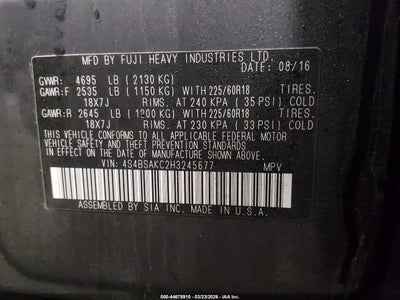 MFD. BY FUJI HEAVY INDUSTRIES LTD.
DATE: 08/16
GVWR: 4695 LB (2130 KG)
GAWR:F 2535 LB (1150 KG) WITH 225/60R18 TIRES.
18X7J RIMS. AT 240 KPA (35 PSI) COLD
GAWR:R 2645 LB (1200 KG) WITH 225/60R18 TIRES.
18X7J RIMS. AT 230 KPA (33 PSI) COLD
THIS VEHICLE CONFORMS TO ALL APPLICABLE FEDERAL MOTOR
VEHICLE SAFETY AND BUMPER STANDARDS IN EFFECT ON THE
DATE OF MANUFACTURE SHOWN ABOVE.
VIN: 4S4BSAKC2H3245677 MPV
ASSEMBLED BY SIA INC. MADE IN U.S.A.
000-44678910 - 03/23/2026 - IAA Inc.